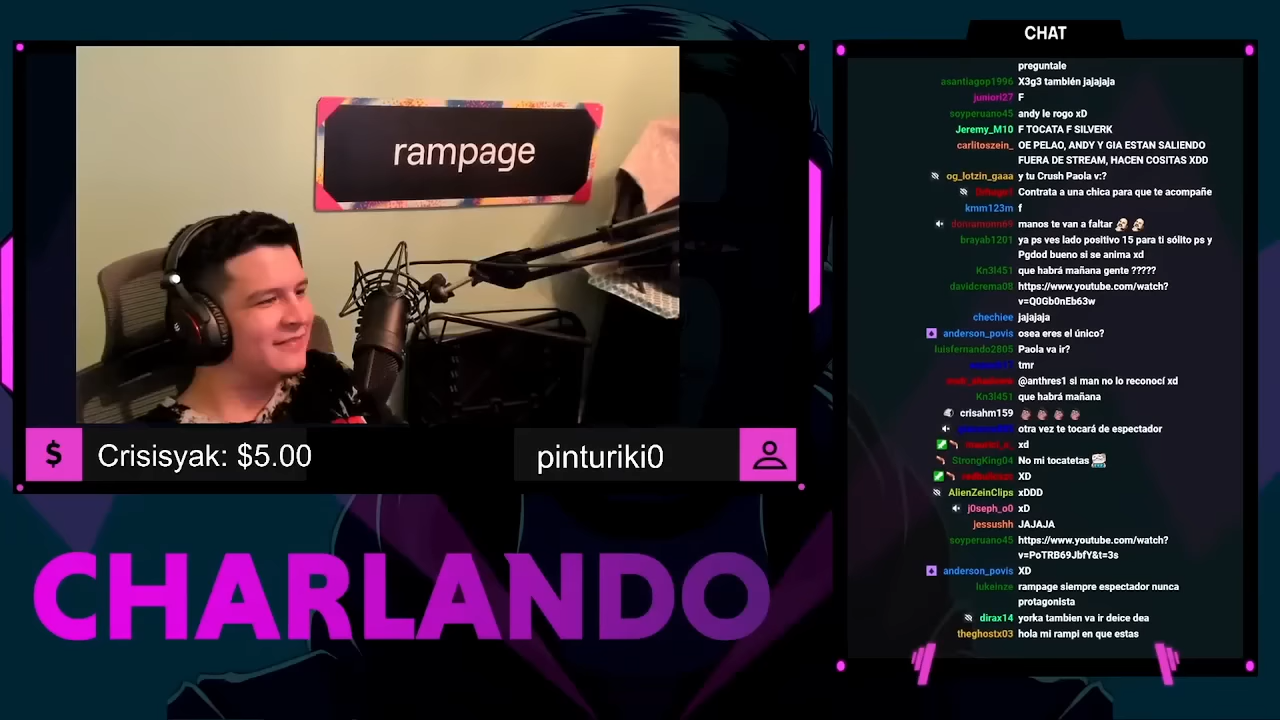 rampage
$
Crisisyak: $5.00
pinturiki0
CHARLANDO
CHAT
preguntale
asantiagop1996 X3g3 también jajajaja
juniori27 F
soyperuano45 andy le rogo xD
Jeremy_M10 F TOCATA F SILVERK
carlitoszein_ OE PELAO, ANDY Y GIA ESTAN SALIENDO
FUERA DE STREAM, HACEN COSITAS XDD
og_lotzin_gaaa y tu Crush Paola v:?
Contrata a una chica para que te acompañe
kmm123m f
manos te van a faltar
brayab1201 ya ps ves lado positivo 15 para ti sólito ps y
Pgdod bueno si se anima xd
Kn3l451 que habrá mañana gente ?????
davidcrema08 https://www.youtube.com/watch?
v=Q0Gb0nEb63w
chechiee jajajaja
anderson_povis osea eres el único?
luisfernando2805 Paola va ir?
tmr
@anthres1 si man no lo reconocí xd
Kn3l451 que habrá mañana
crisahm159
otra vez te tocará de espectador
xd
StrongKing04 No mi tocatetas
XD
AlienZeinClips xDDD
j0seph_o0 xD
jessushh JAJAJA
soyperuano45 https://www.youtube.com/watch?
v=PoTRB69JbfY&t=3s
anderson_povis XD
lukeinze rampage siempre espectador nunca
protagonista
dirax14 yorka tambien va ir deice dea
theghostx03 hola mi rampi en que estas